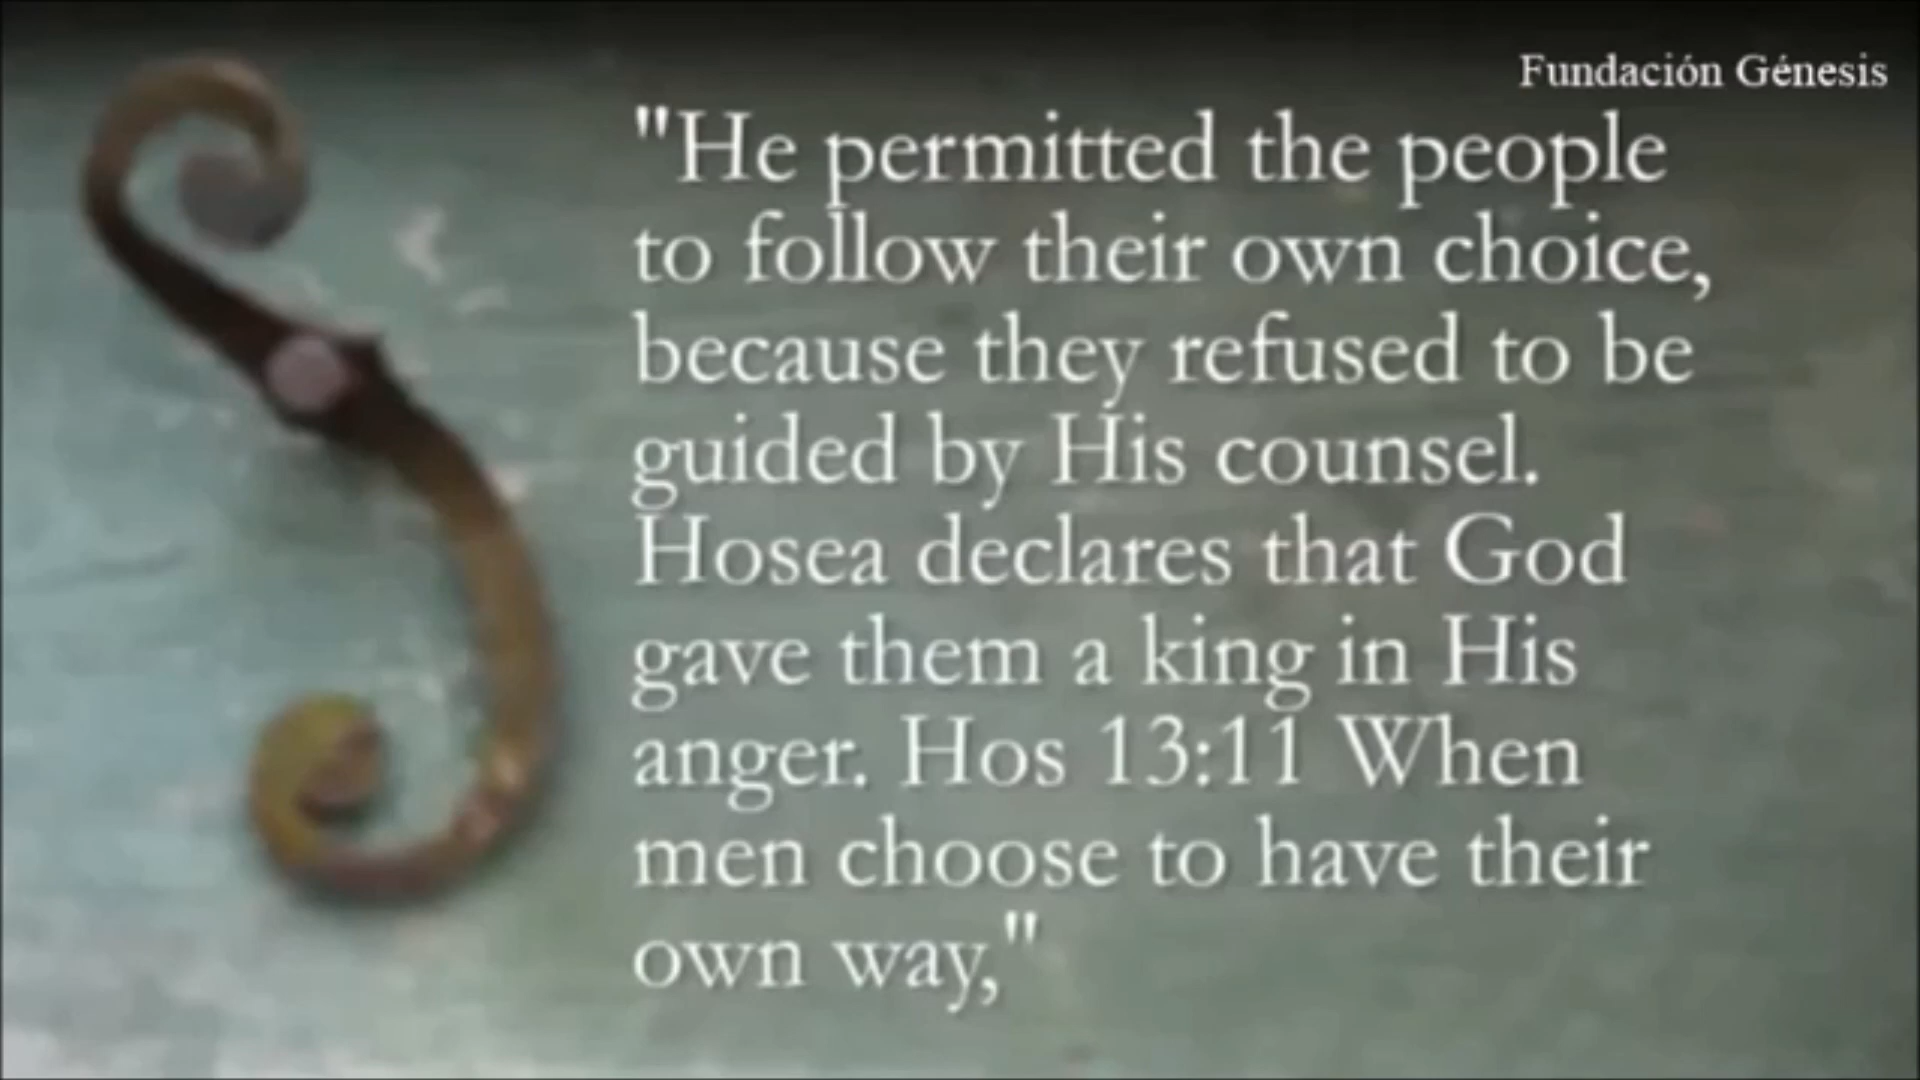 Fundación Génesis
"He permitted the people
to follow their own choice,
because they refused to be
guided by His counsel.
Hosea declares that God
gave them a king in His
anger. Hos 13:11 When
men choose to have their
own way,"